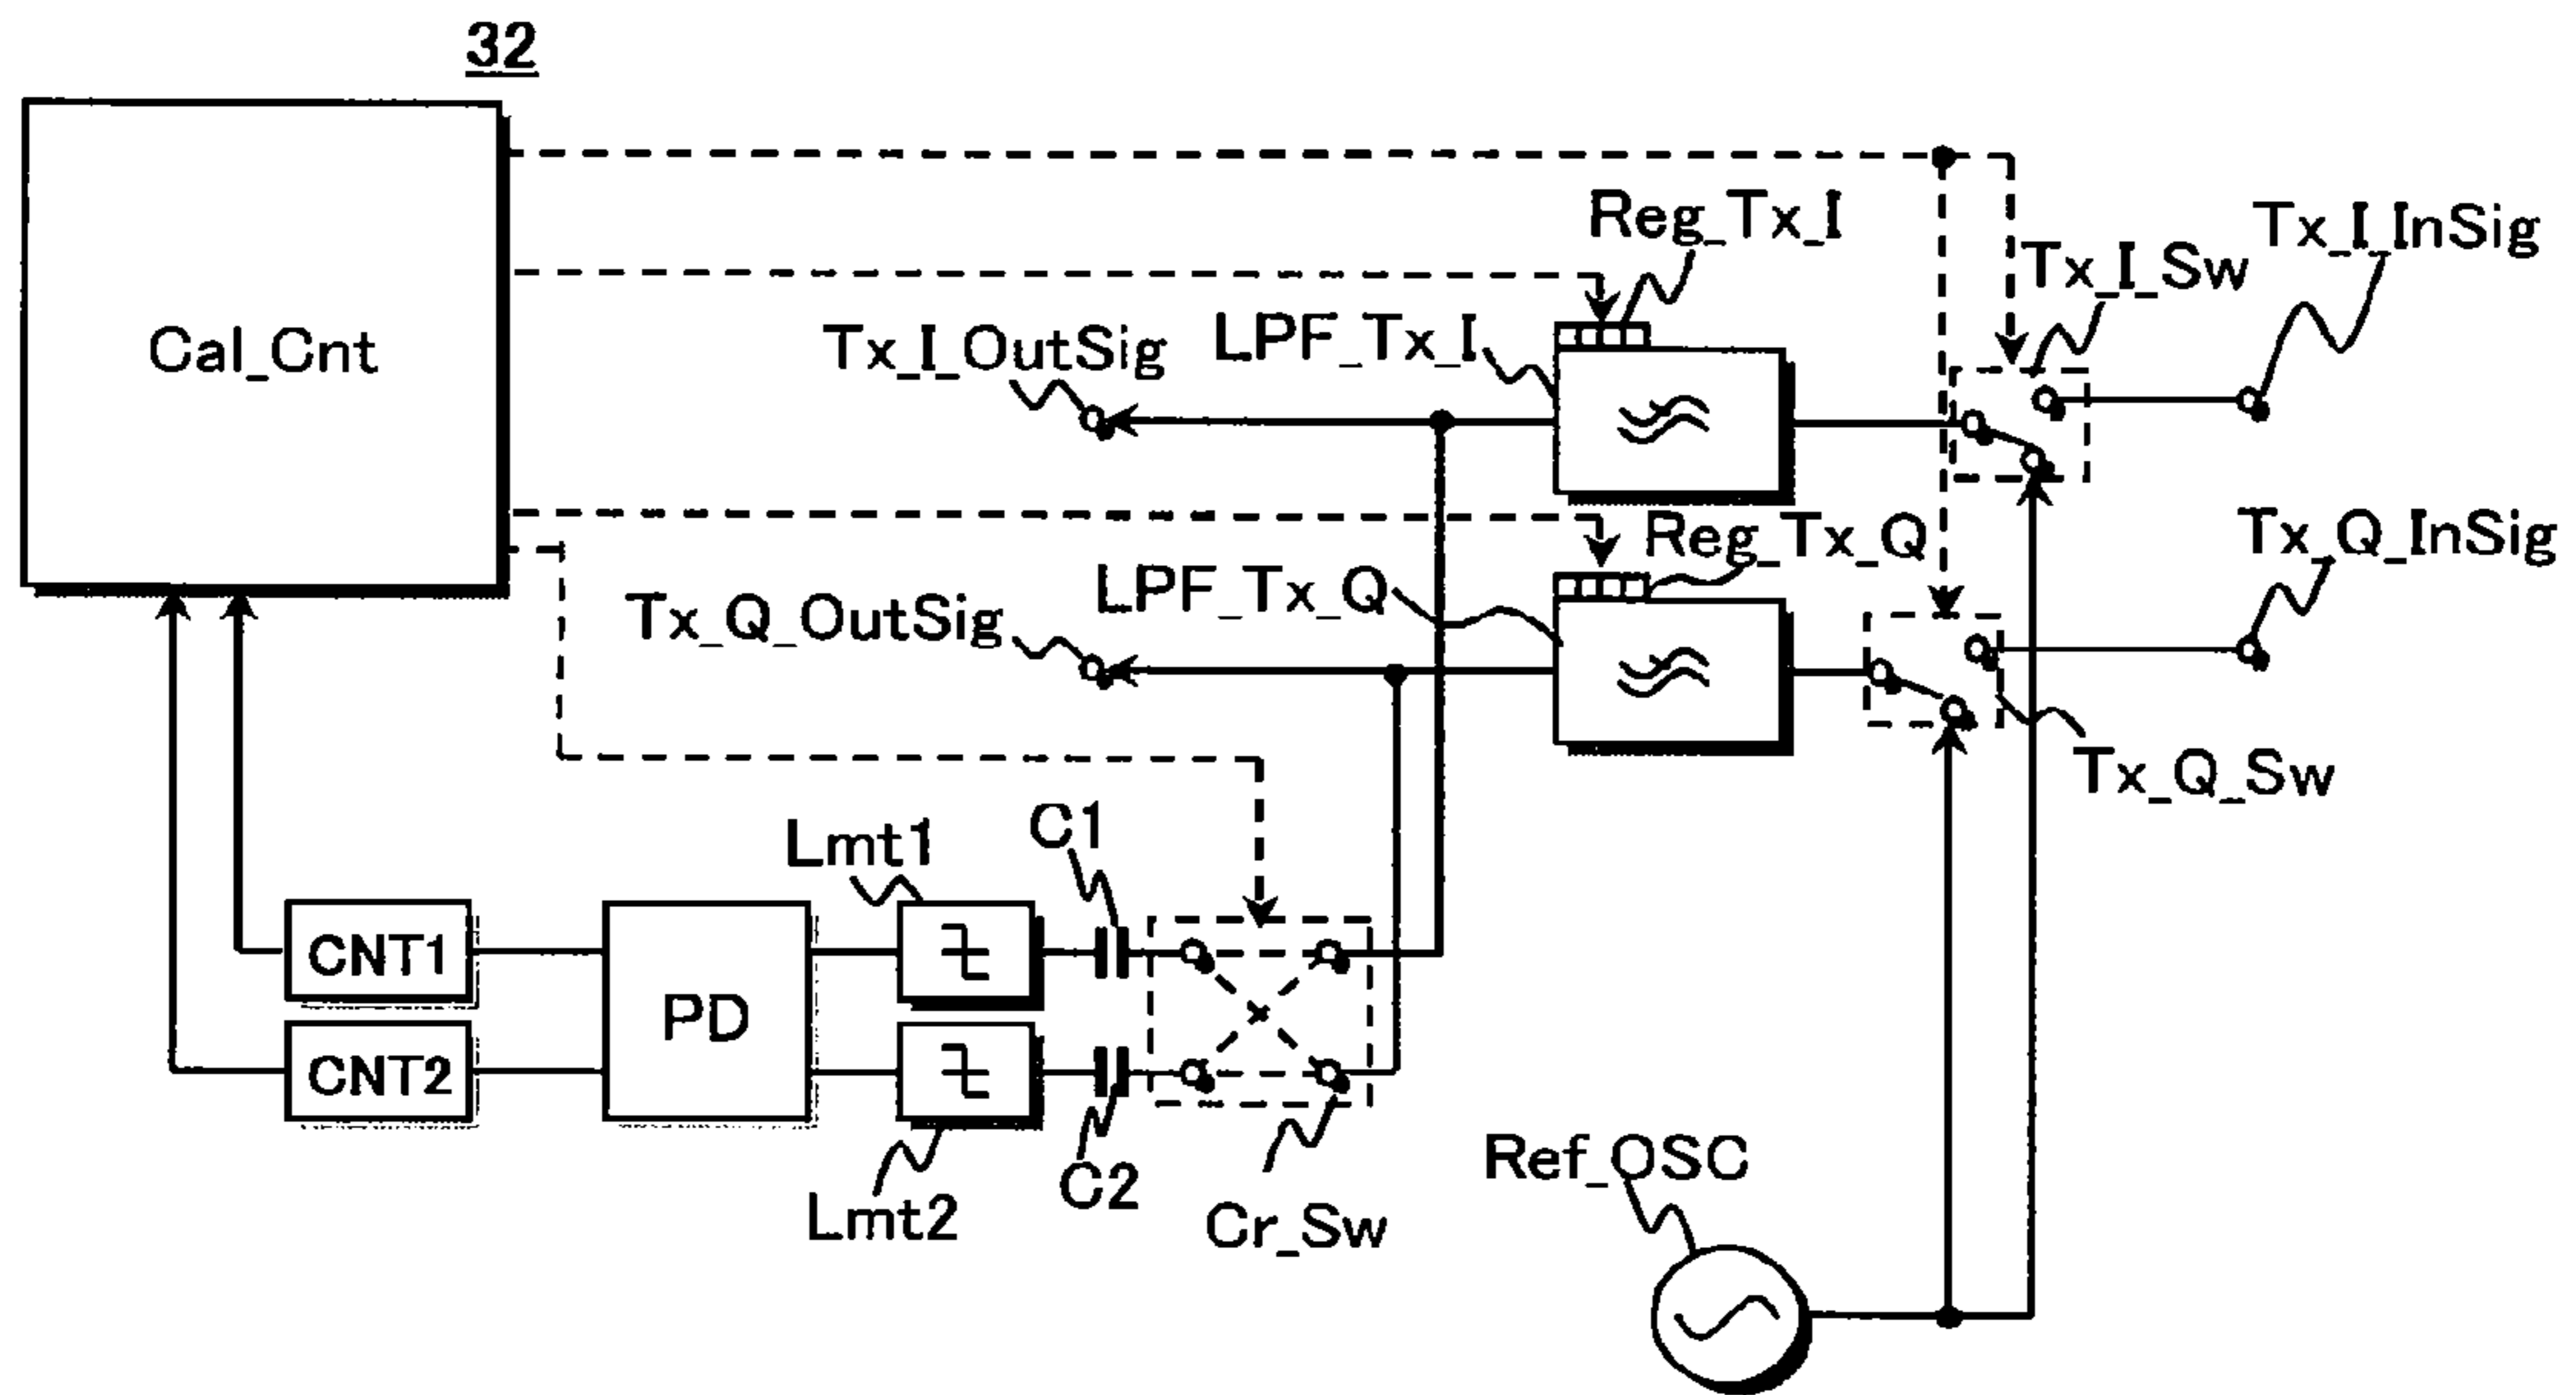 32
Cal_Cnt
Reg_Tx_I
Tx_I_InSig
Tx_I_Sw
Tx_I_OutSig
LPF_Tx_I
Reg_Tx_Q
Tx_Q_InSig
LPF_Tx_Q
Tx_Q_OutSig
Tx_Q_Sw
Lmt1
C1
CNT1
PD
CNT2
C2
Lmt2
Cr_Sw
Ref_OSC